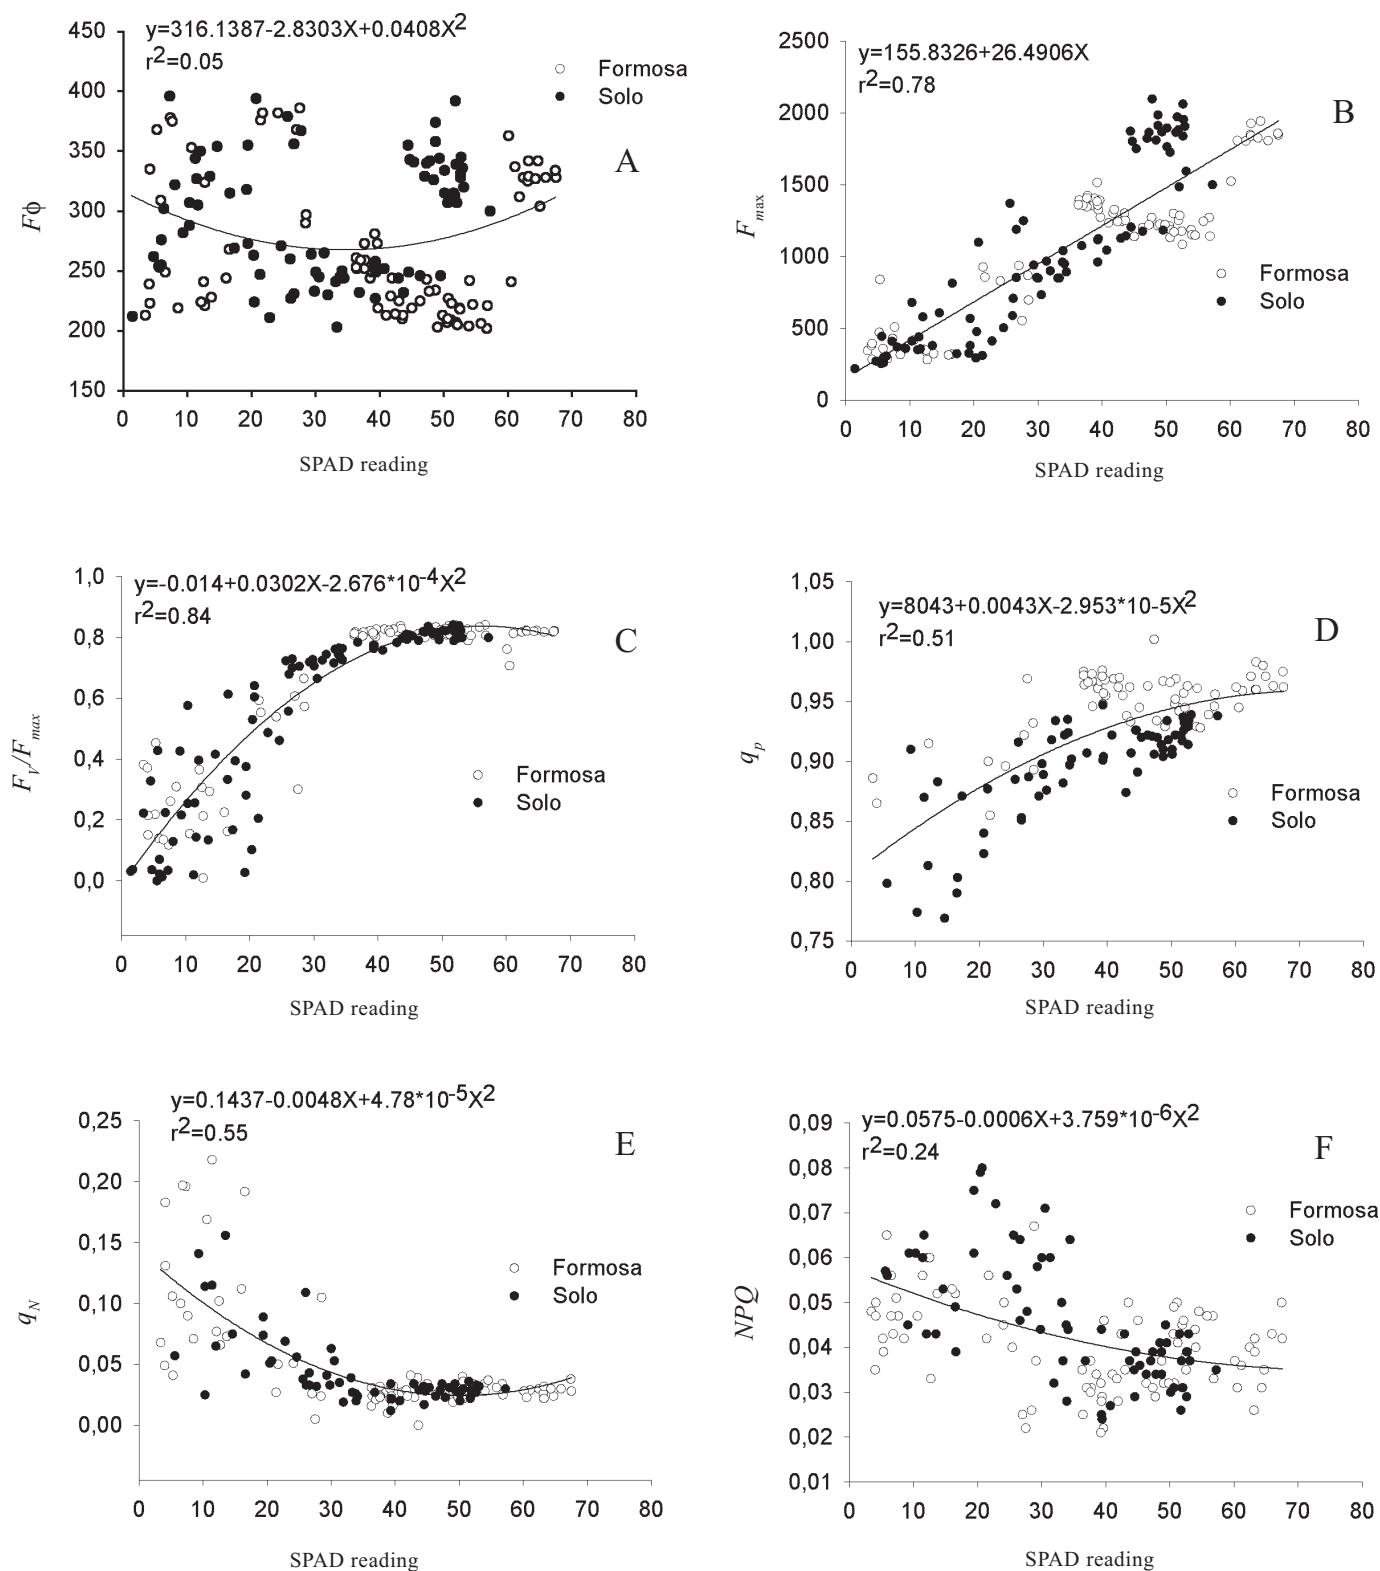 y=316.1387-2.8303X+0.0408X2
r2=0.05
Formosa
Solo
A
Fϕ
450
400
350
300
250
200
150
0 10 20 30 40 50 60 70 80
SPAD reading
y=155.8326+26.4906X
r2=0.78
B
Formosa
Solo
Fmax
2500
2000
1500
1000
500
0
0 10 20 30 40 50 60 70 80
SPAD reading
y=-0.014+0.0302X-2.676*10-4X2
r2=0.84
C
Formosa
Solo
FV/Fmax
1,0
0,8
0,6
0,4
0,2
0,0
0 10 20 30 40 50 60 70 80
SPAD reading
y=8043+0.0043X-2.953*10-5X2
r2=0.51
D
Formosa
Solo
qp
1,05
1,00
0,95
0,90
0,85
0,80
0,75
0 10 20 30 40 50 60 70 80
SPAD reading
y=0.1437-0.0048X+4.78*10-5X2
r2=0.55
E
Formosa
Solo
qN
0,25
0,20
0,15
0,10
0,05
0,00
0 10 20 30 40 50 60 70 80
SPAD reading
y=0.0575-0.0006X+3.759*10-6X2
r2=0.24
F
Formosa
Solo
NPQ
0,09
0,08
0,07
0,06
0,05
0,04
0,03
0,02
0,01
0 10 20 30 40 50 60 70 80
SPAD reading